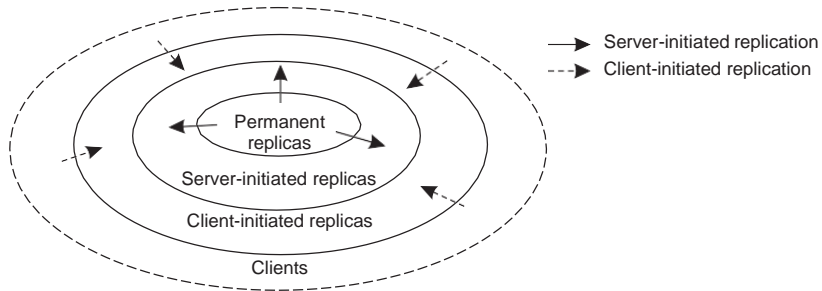 Server-initiated replication
Client-initiated replication
Permanent
replicas
Server-initiated replicas
Client-initiated replicas
Clients